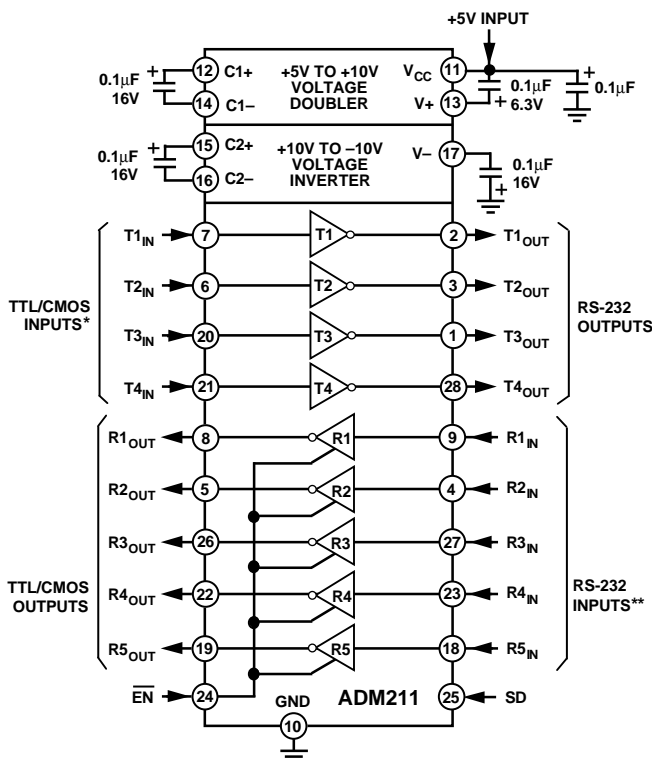 +5V INPUT
0.1μF
16V
+
12 C1+
14 C1–
+5V TO +10V
VOLTAGE
DOUBLER
VCC 11
V+ 13
+
0.1μF
6.3V
+
0.1μF
+
0.1μF
16V
+
15 C2+
16 C2–
+10V TO –10V
VOLTAGE
INVERTER
V– 17
0.1μF
16V
+
TTL/CMOS
INPUTS*
T1IN 7 T1 2 T1OUT
T2IN 6 T2 3 T2OUT
T3IN 20 T3 1 T3OUT
T4IN 21 T4 28 T4OUT
RS-232
OUTPUTS
TTL/CMOS
OUTPUTS
R1OUT 8 R1 9 R1IN
R2OUT 5 R2 4 R2IN
R3OUT 26 R3 27 R3IN
R4OUT 22 R4 23 R4IN
R5OUT 19 R5 18 R5IN
RS-232
INPUTS**
EN 24
GND
10
ADM211
25 SD